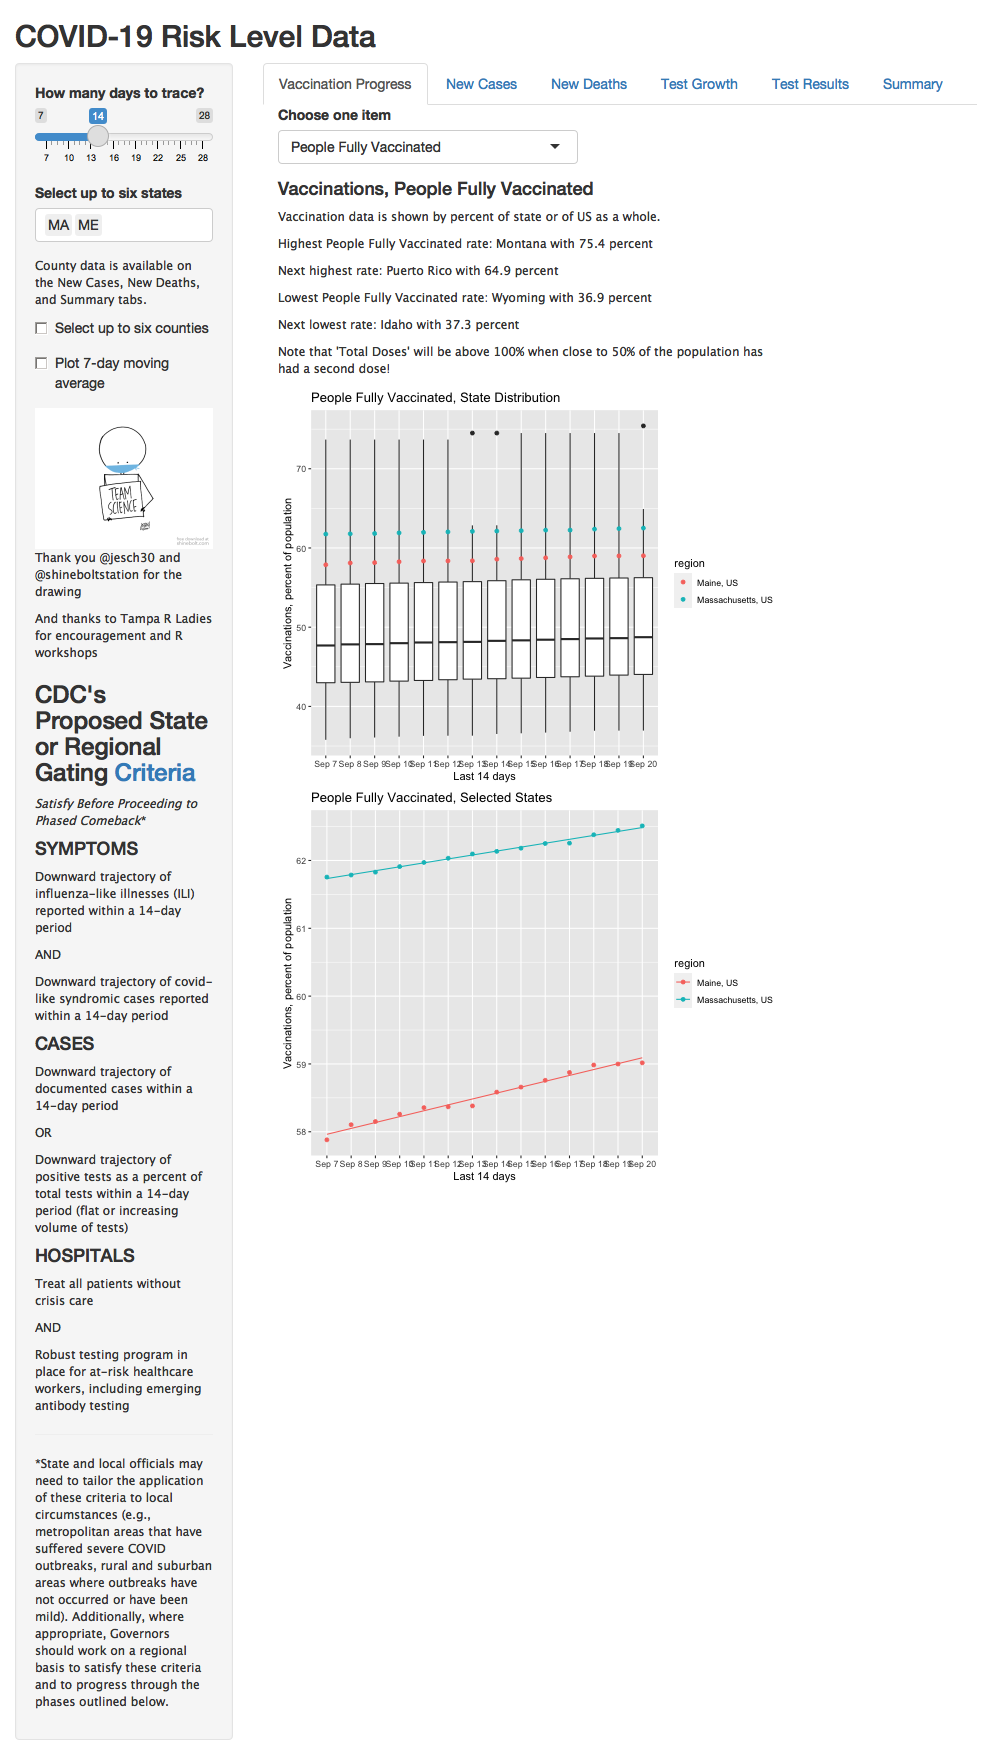 COVID-19 Risk Level Data
How many days to trace?
7 14 28
7 10 13 16 19 22 25 28
Select up to six states
MA ME
County data is available on
the New Cases, New Deaths,
and Summary tabs.
Select up to six counties
Plot 7-day moving
average
TEAM
SCIENCE
Thank you @jesch30 and
@shineboltstation for the
drawing
And thanks to Tampa R Ladies
for encouragement and R
workshops
CDC's
Proposed State
or Regional
Gating Criteria
Satisfy Before Proceeding to
Phased Comeback*
SYMPTOMS
Downward trajectory of
influenza-like illnesses (ILI)
reported within a 14-day
period
AND
Downward trajectory of covid-
like syndromic cases reported
within a 14-day period
CASES
Downward trajectory of
documented cases within a
14-day period
OR
Downward trajectory of
positive tests as a percent of
total tests within a 14-day
period (flat or increasing
volume of tests)
HOSPITALS
Treat all patients without
crisis care
AND
Robust testing program in
place for at-risk healthcare
workers, including emerging
antibody testing
*State and local officials may
need to tailor the application
of these criteria to local
circumstances (e.g.,
metropolitan areas that have
suffered severe COVID
outbreaks, rural and suburban
areas where outbreaks have
not occurred or have been
mild). Additionally, where
appropriate, Governors
should work on a regional
basis to satisfy these criteria
and to progress through the
phases outlined below.
Vaccination Progress New Cases New Deaths Test Growth Test Results Summary
Choose one item
People Fully Vaccinated
Vaccinations, People Fully Vaccinated
Vaccination data is shown by percent of state or of US as a whole.
Highest People Fully Vaccinated rate: Montana with 75.4 percent
Next highest rate: Puerto Rico with 64.9 percent
Lowest People Fully Vaccinated rate: Wyoming with 36.9 percent
Next lowest rate: Idaho with 37.3 percent
Note that 'Total Doses' will be above 100% when close to 50% of the population has
had a second dose!
People Fully Vaccinated, State Distribution
Vaccinations, percent of population
70
60
50
40
Sep 7 Sep 8 Sep 9 Sep 10 Sep 11 Sep 12 Sep 13 Sep 14 Sep 15 Sep 16 Sep 17 Sep 18 Sep 19 Sep 20
Last 14 days
region
Maine, US
Massachusetts, US
People Fully Vaccinated, Selected States
Vaccinations, percent of population
62
61
60
59
58
Sep 7 Sep 8 Sep 9 Sep 10 Sep 11 Sep 12 Sep 13 Sep 14 Sep 15 Sep 16 Sep 17 Sep 18 Sep 19 Sep 20
Last 14 days
region
Maine, US
Massachusetts, US